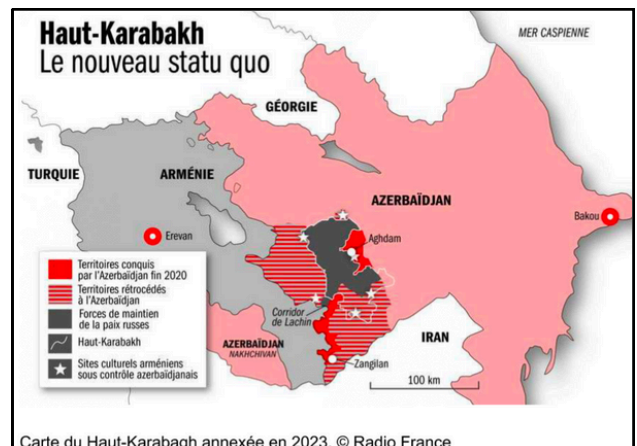 Haut-Karabakh
Le nouveau statu quo
MER CASPIENNE
GÉORGIE
TURQUIE
ARMÉNIE
AZERBAÏDJAN
Erevan
Bakou
Aghdam
Territoires conquis
par l'Azerbaïdjan fin 2020
Territoires rétrocédés
à l'Azerbaïdjan
Forces de maintien
de la paix russes
Haut-Karabakh
Sites culturels arméniens
sous contrôle azerbaïdjanais
Corridor
de Lachin
AZERBAÏDJAN
NAKHCHIVAN
IRAN
Zangilan
100 km
Carte du Haut-Karabagh annexée en 2023. © Radio France